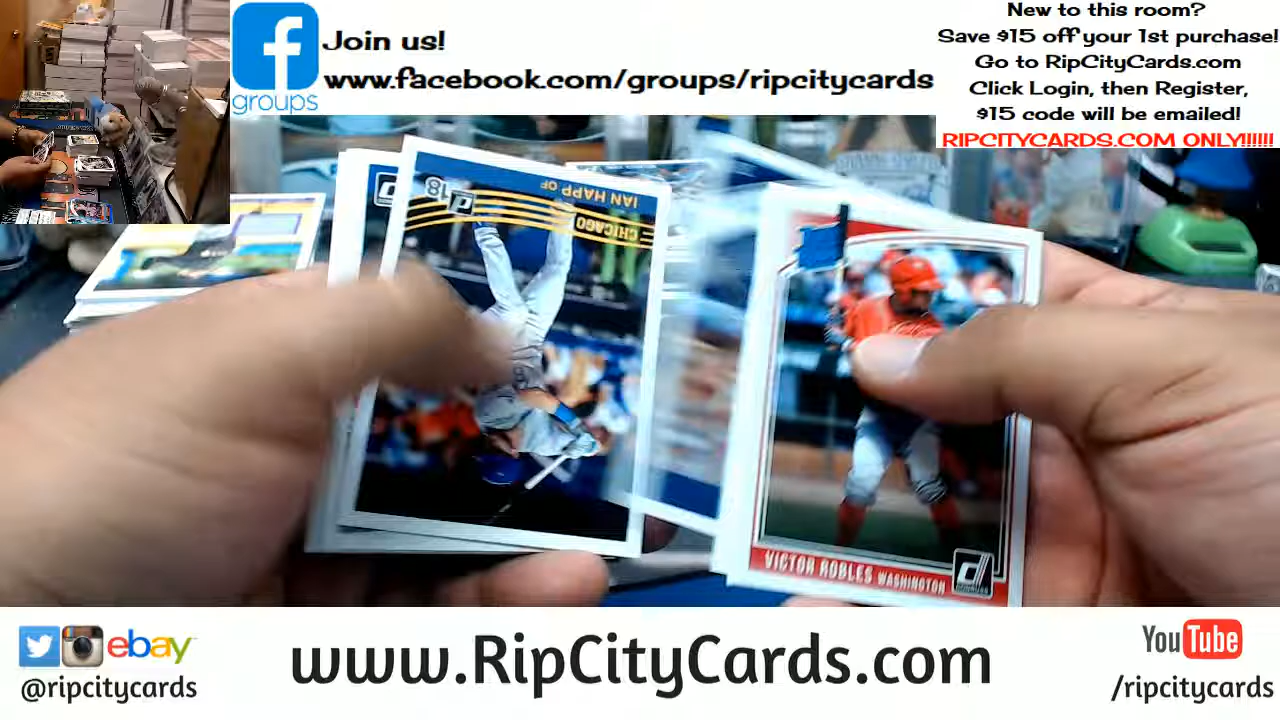 f
groups
Join us!
www.facebook.com/groups/ripcitycards
New to this room?
Save $15 off your 1st purchase!
Go to RipCityCards.com
Click Login, then Register,
$15 code will be emailed!
RIPCITYCARDS.COM ONLY!!!!!!
IAN HAPP OF
CHICAGO
18
VICTOR ROBLES WASHINGTON
ebay
@ripcitycards
www.RipCityCards.com
YouTube
/ripcitycards